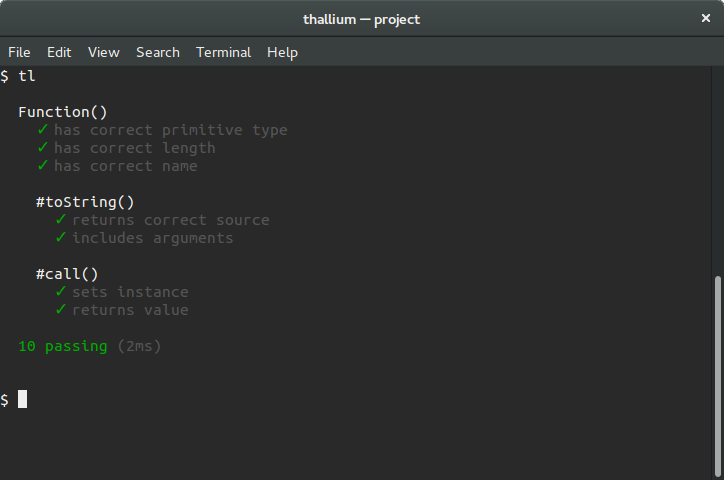 thallium — project
File Edit View Search Terminal Help
$ tl
Function()
✓ has correct primitive type
✓ has correct length
✓ has correct name
#toString()
✓ returns correct source
✓ includes arguments
#call()
✓ sets instance
✓ returns value
10 passing (2ms)
$